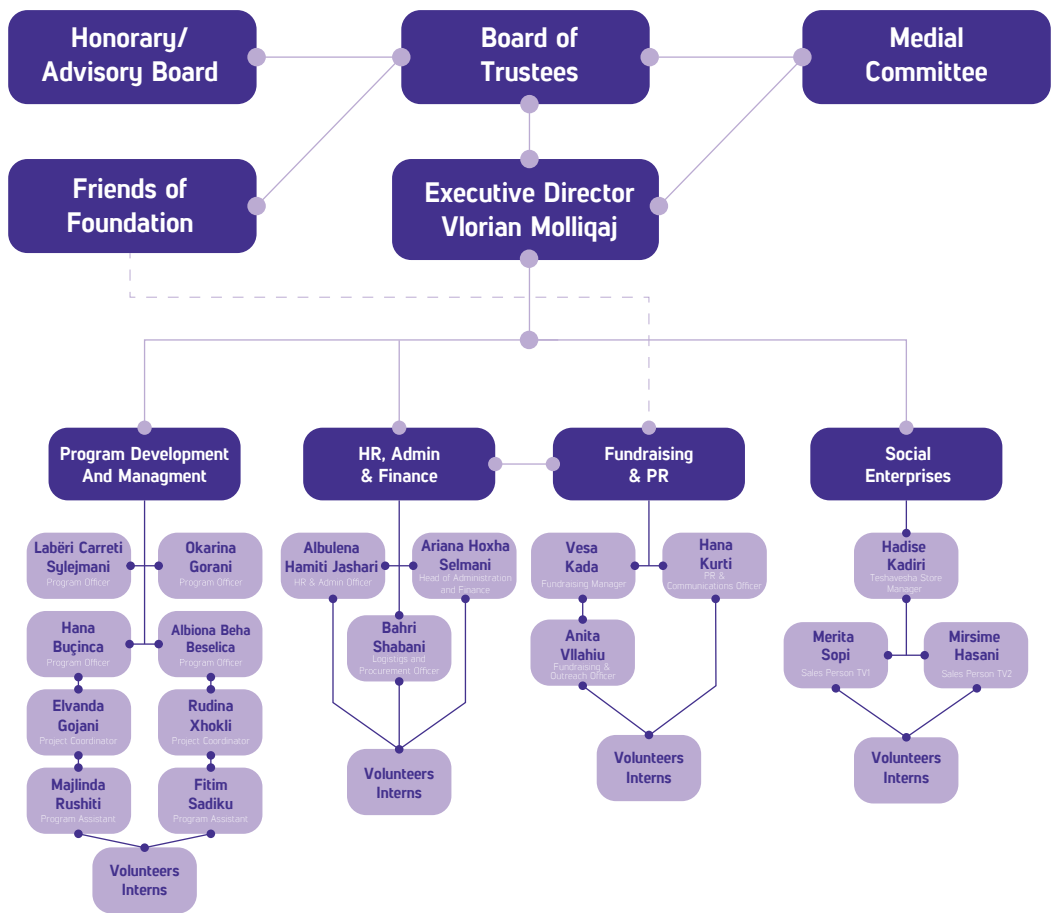 Honorary/
Advisory Board
Board of
Trustees
Medial
Committee
Friends of
Foundation
Executive Director
Vlorian Molliqaj
Program Development
And Managment
HR, Admin
& Finance
Fundraising
& PR
Social
Enterprises
Labëri Carreti
Sylejmani
Program Officer
Okarina
Gorani
Program Officer
Hana
Buçinca
Program Officer
Albiona Beha
Beselica
Program Officer
Elvanda
Gojani
Project Coordinator
Rudina
Xhokli
Project Coordinator
Majlinda
Rushiti
Program Assistant
Fitim
Sadiku
Program Assistant
Volunteers
Interns
Albulena
Hamiti Jashari
HR & Admin Officer
Ariana Hoxha
Selmani
Head of Administration
and Finance
Bahri
Shabani
Logistigs and
Procurement Officer
Volunteers
Interns
Vesa
Kada
Fundraising Manager
Hana
Kurti
PR &
Communications Officer
Anita
Vllahiu
Fundraising &
Outreach Officer
Volunteers
Interns
Hadise
Kadiri
Teshavesha Store
Manager
Merita
Sopi
Sales Person TV1
Mirsime
Hasani
Sales Person TV2
Volunteers
Interns